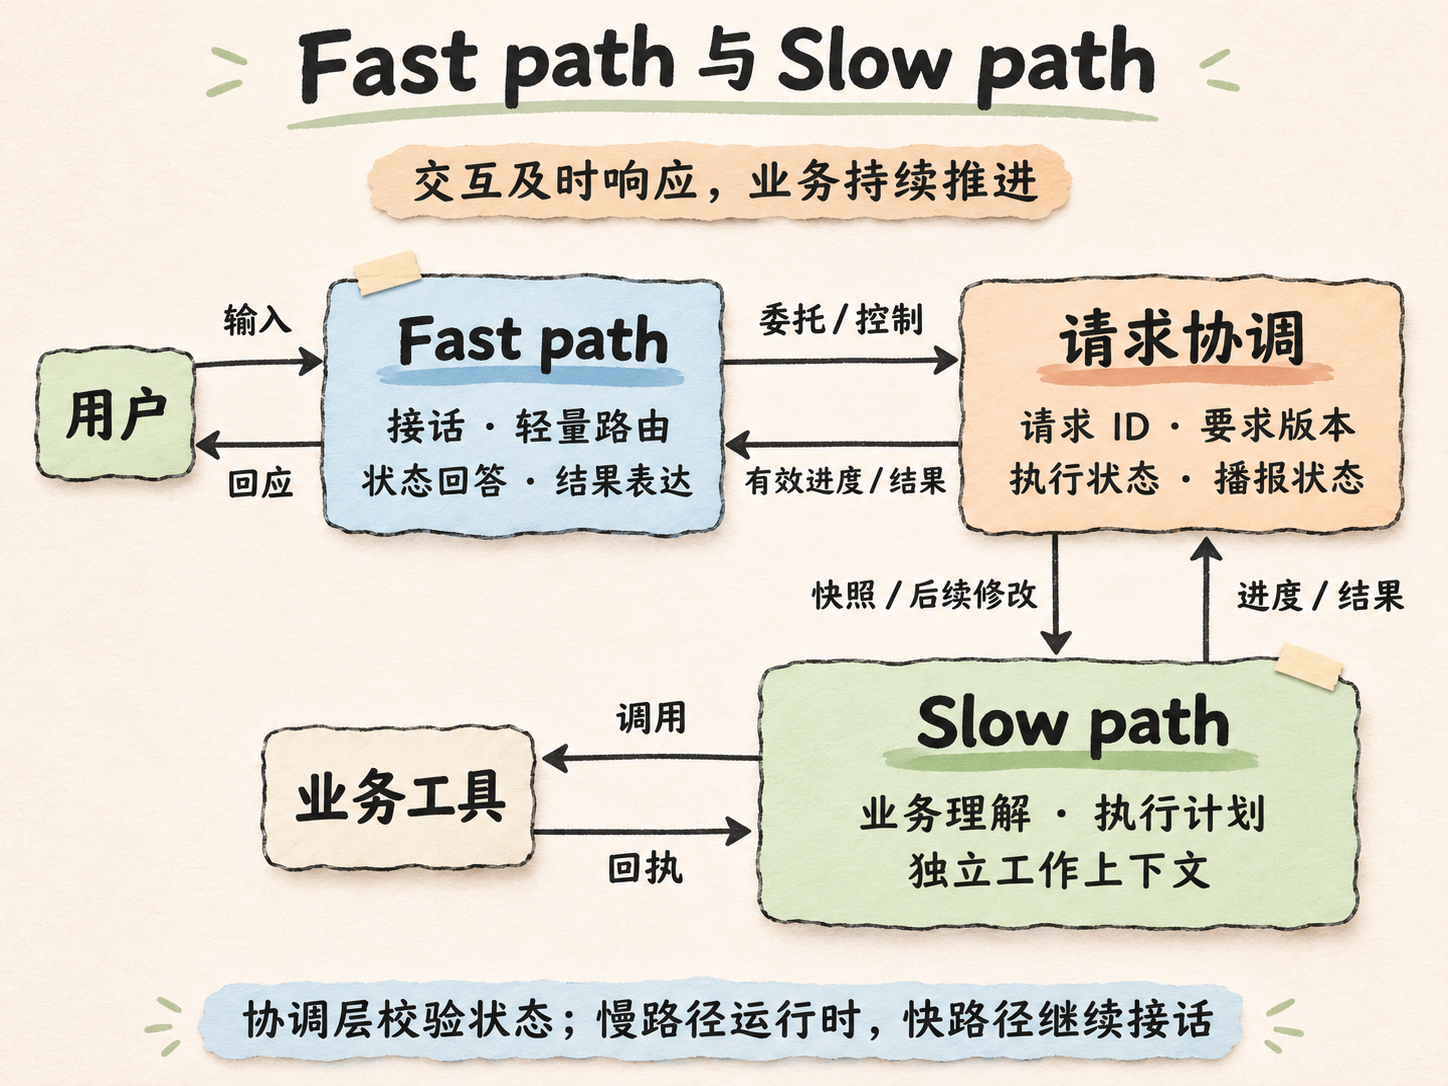 Fast path 与 Slow path
交互及时响应，业务持续推进
输入
用户
回应
Fast path
接话 · 轻量路由
状态回答 · 结果表达
委托 / 控制
有效进度 / 结果
请求协调
请求 ID · 要求版本
执行状态 · 播报状态
快照 / 后续修改
进度 / 结果
Slow path
业务理解 · 执行计划
独立工作上下文
调用
业务工具
回执
协调层校验状态；慢路径运行时，快路径继续接话